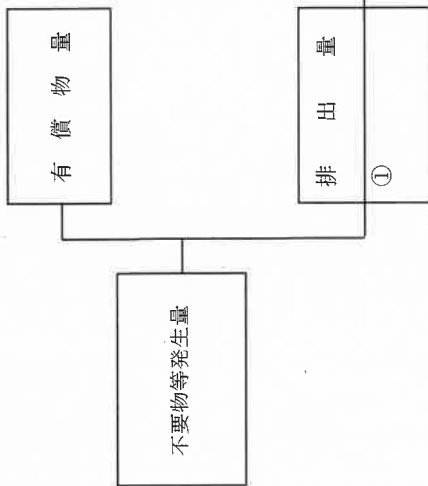 有償物量
排出量
①
不要物等発生量